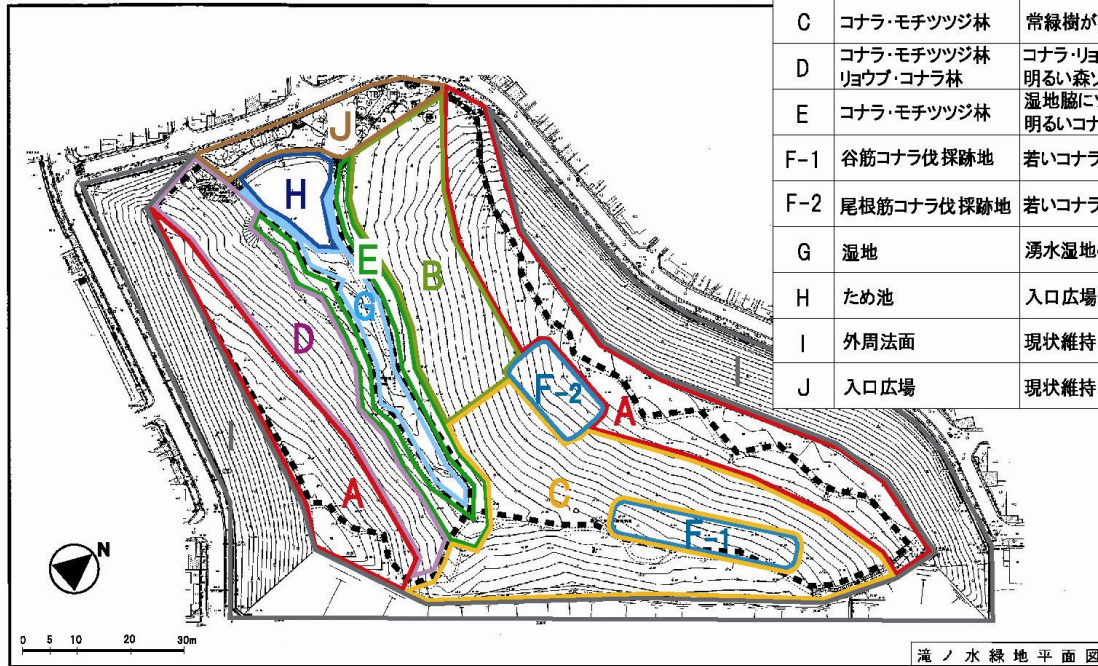 C コナラ・モチツツジ林 常緑樹が
D コナラ・モチツツジ林 コナラ・リョ
リョウブ・コナラ林 明るい森ソ
E コナラ・モチツツジ林 湿地脇に
明るいコナ
F-1 谷筋コナラ伐採跡地 若いコナラ
F-2 尾根筋コナラ伐採跡地 若いコナラ
G 湿地 湧水湿地
H ため池 入口広場
I 外周法面 現状維持
J 入口広場 現状維持
J
H
E
B
G
D
I
F-2
A
I
A
C
F-1
N
0 5 10 20 30m
滝ノ水緑地平面図